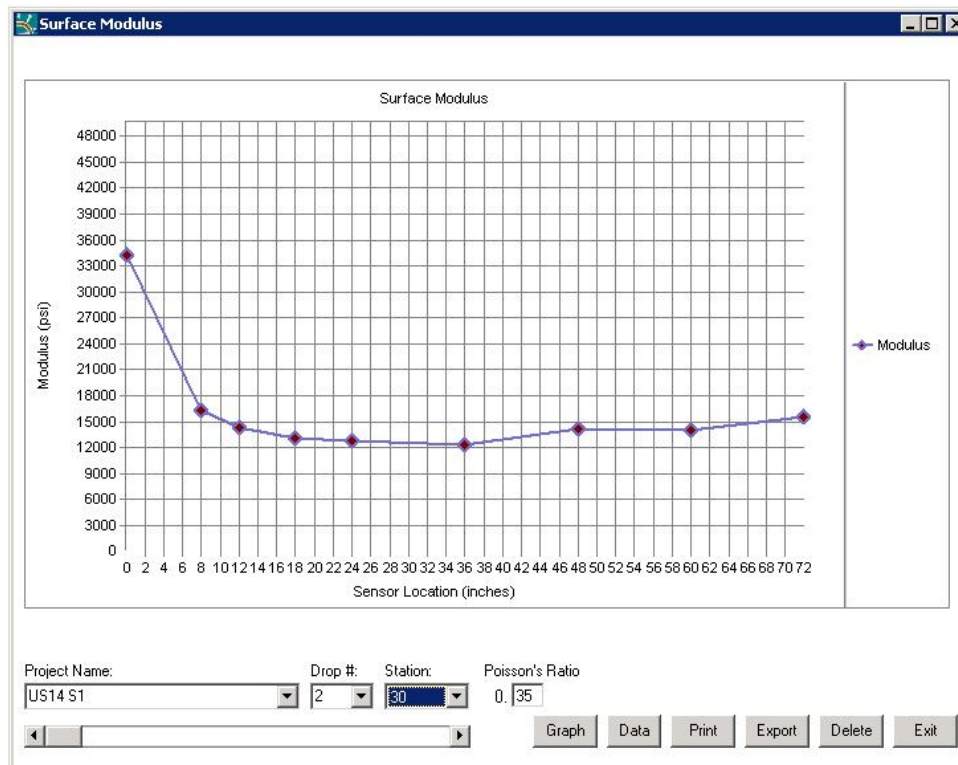 Surface Modulus
Surface Modulus
48000
45000
42000
39000
36000
33000
30000
27000
24000
21000
18000
15000
12000
9000
6000
3000
0
Modulus (psi)
Modulus
0 2 4 6 8 10 12 14 16 18 20 22 24 26 28 30 32 34 36 38 40 42 44 46 48 50 52 54 56 58 60 62 64 66 68 70 72
Sensor Location (inches)
Project Name: Drop #: Station: Poisson's Ratio
US14 S1 2 30 0. 35
Graph Data Print Export Delete Exit